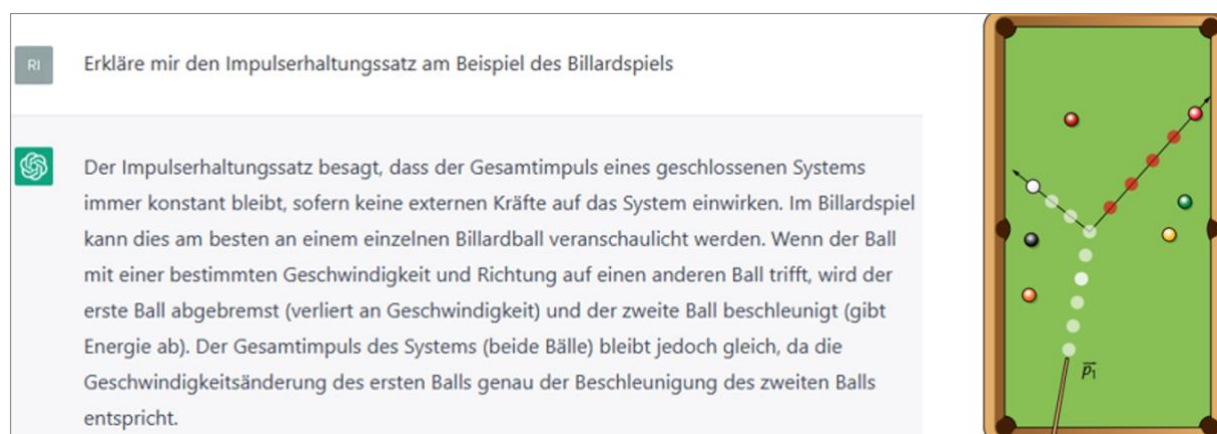 RI
Erkläre mir den Impulserhaltungssatz am Beispiel des Billardspiels
Der Impulserhaltungssatz besagt, dass der Gesamtimpuls eines geschlossenen Systems
immer konstant bleibt, sofern keine externen Kräfte auf das System einwirken. Im Billardspiel
kann dies am besten an einem einzelnen Billardball veranschaulicht werden. Wenn der Ball
mit einer bestimmten Geschwindigkeit und Richtung auf einen anderen Ball trifft, wird der
erste Ball abgebremst (verliert an Geschwindigkeit) und der zweite Ball beschleunigt (gibt
Energie ab). Der Gesamtimpuls des Systems (beide Bälle) bleibt jedoch gleich, da die
Geschwindigkeitsänderung des ersten Balls genau der Beschleunigung des zweiten Balls
entspricht.
p⃗₁